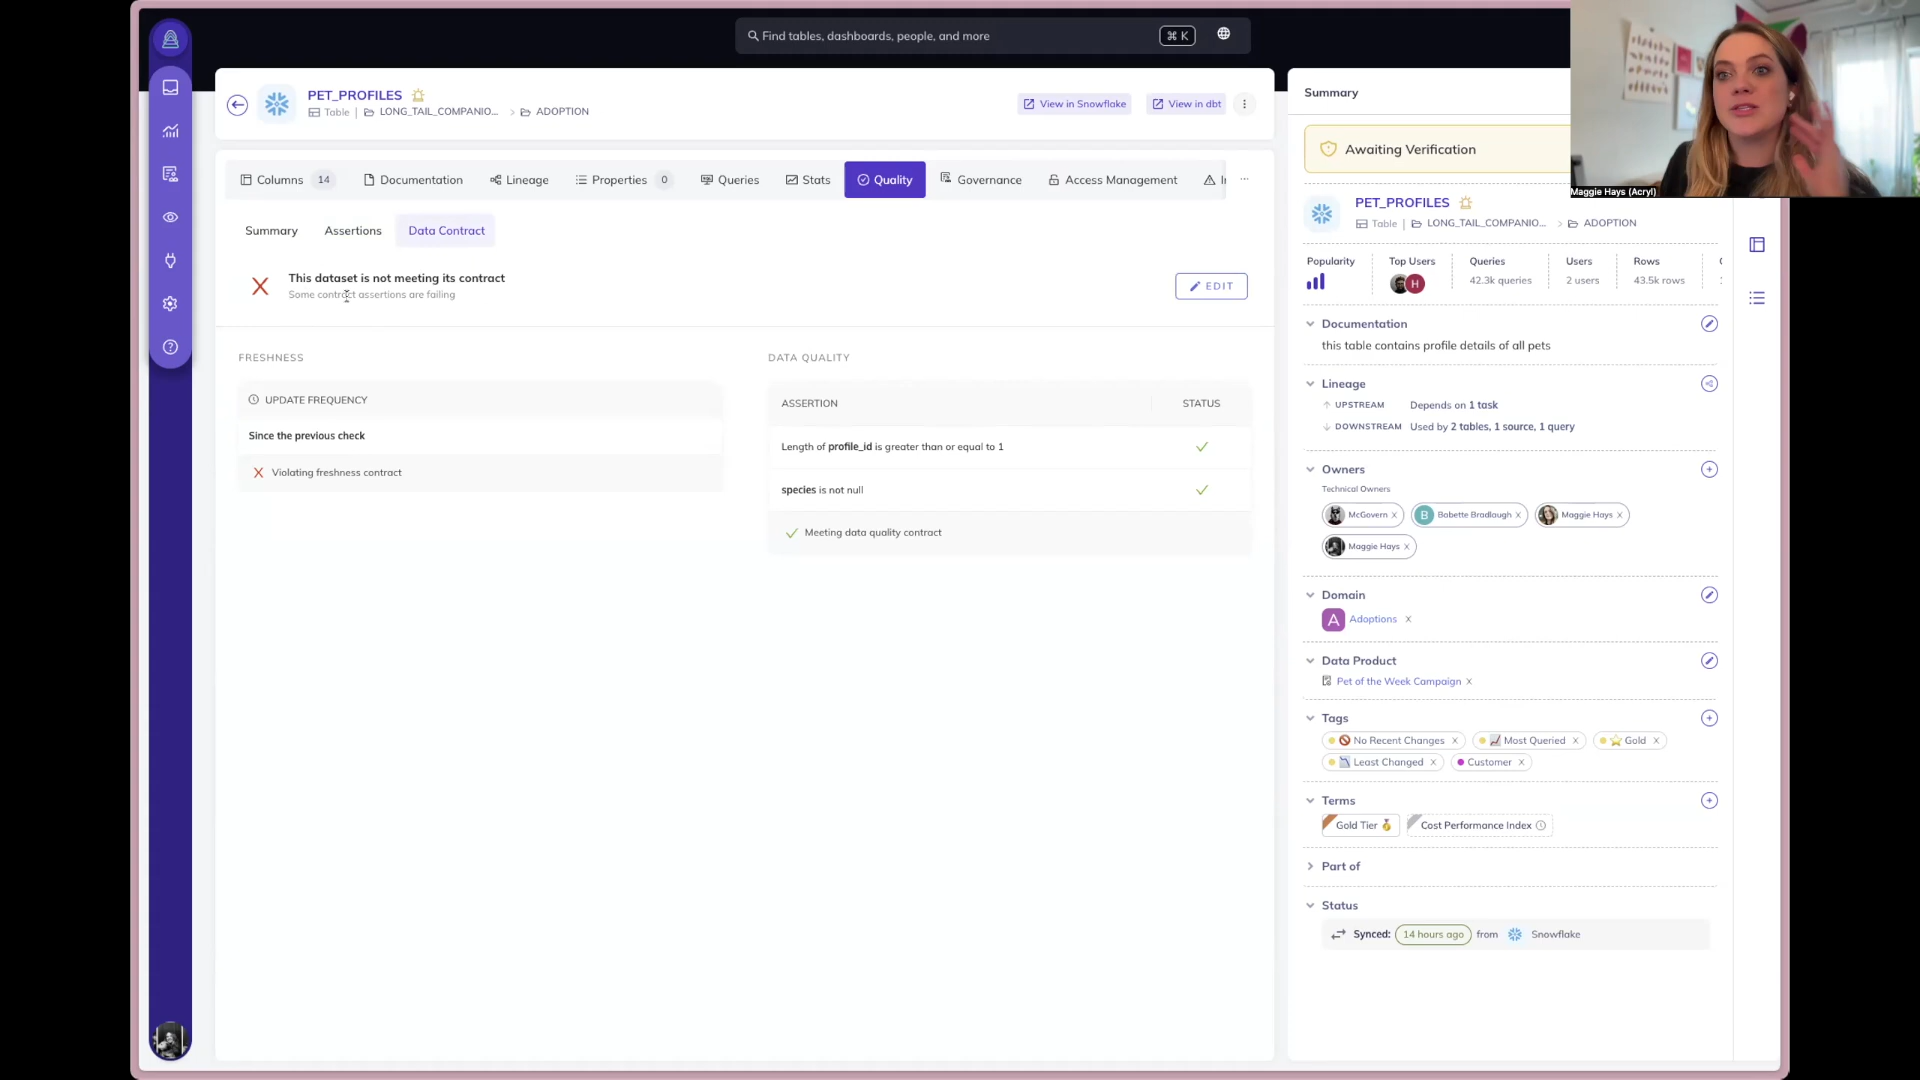 Find tables, dashboards, people, and more
⌘ K
PET_PROFILES
Table | LONG_TAIL_COMPANIO... > ADOPTION
View in Snowflake
View in dbt
Columns 14
Documentation
Lineage
Properties 0
Queries
Stats
Quality
Governance
Access Management
...
Summary
Assertions
Data Contract
This dataset is not meeting its contract
Some contract assertions are failing
EDIT
FRESHNESS
UPDATE FREQUENCY
Since the previous check
Violating freshness contract
DATA QUALITY
ASSERTION STATUS
Length of profile_id is greater than or equal to 1
species is not null
Meeting data quality contract
Summary
Awaiting Verification
Maggie Hays (Acryl)
PET_PROFILES
Table | LONG_TAIL_COMPANIO... > ADOPTION
Popularity Top Users Queries Users Rows
H 42.3k queries 2 users 43.5k rows
Documentation
this table contains profile details of all pets
Lineage
UPSTREAM Depends on 1 task
DOWNSTREAM Used by 2 tables, 1 source, 1 query
Owners
Technical Owners
McGovern
B Bobette Bradlaugh
Maggie Hays
Maggie Hays
Domain
A Adoptions
Data Product
Pet of the Week Campaign
Tags
No Recent Changes
Most Queried
Gold
Least Changed
Customer
Terms
Gold Tier
Cost Performance Index
Part of
Status
Synced: 14 hours ago from Snowflake